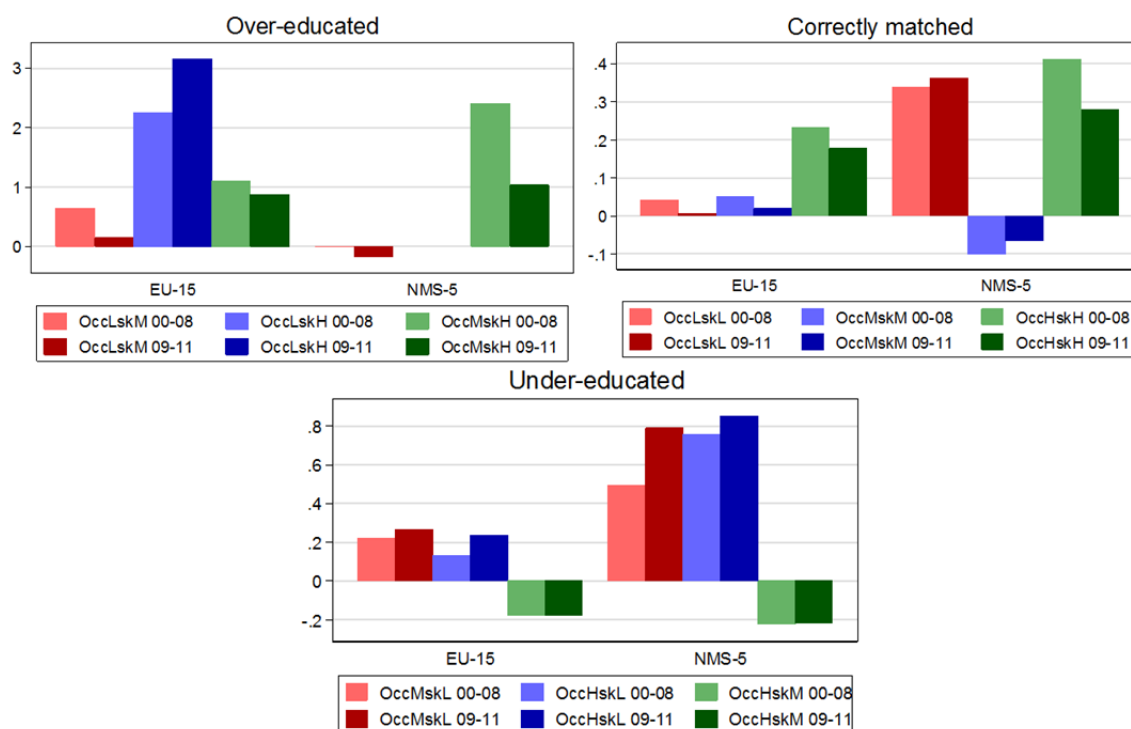 Over-educated
3
2
1
0
EU-15 NMS-5
OccLskM 00-08 OccLskH 00-08 OccMskH 00-08
OccLskM 09-11 OccLskH 09-11 OccMskH 09-11
Correctly matched
.4
.3
.2
.1
0
-.1
EU-15 NMS-5
OccLskL 00-08 OccMskM 00-08 OccHskH 00-08
OccLskL 09-11 OccMskM 09-11 OccHskH 09-11
Under-educated
.8
.6
.4
.2
0
-.2
EU-15 NMS-5
OccMskL 00-08 OccHskL 00-08 OccHskM 00-08
OccMskL 09-11 OccHskL 09-11 OccHskM 09-11